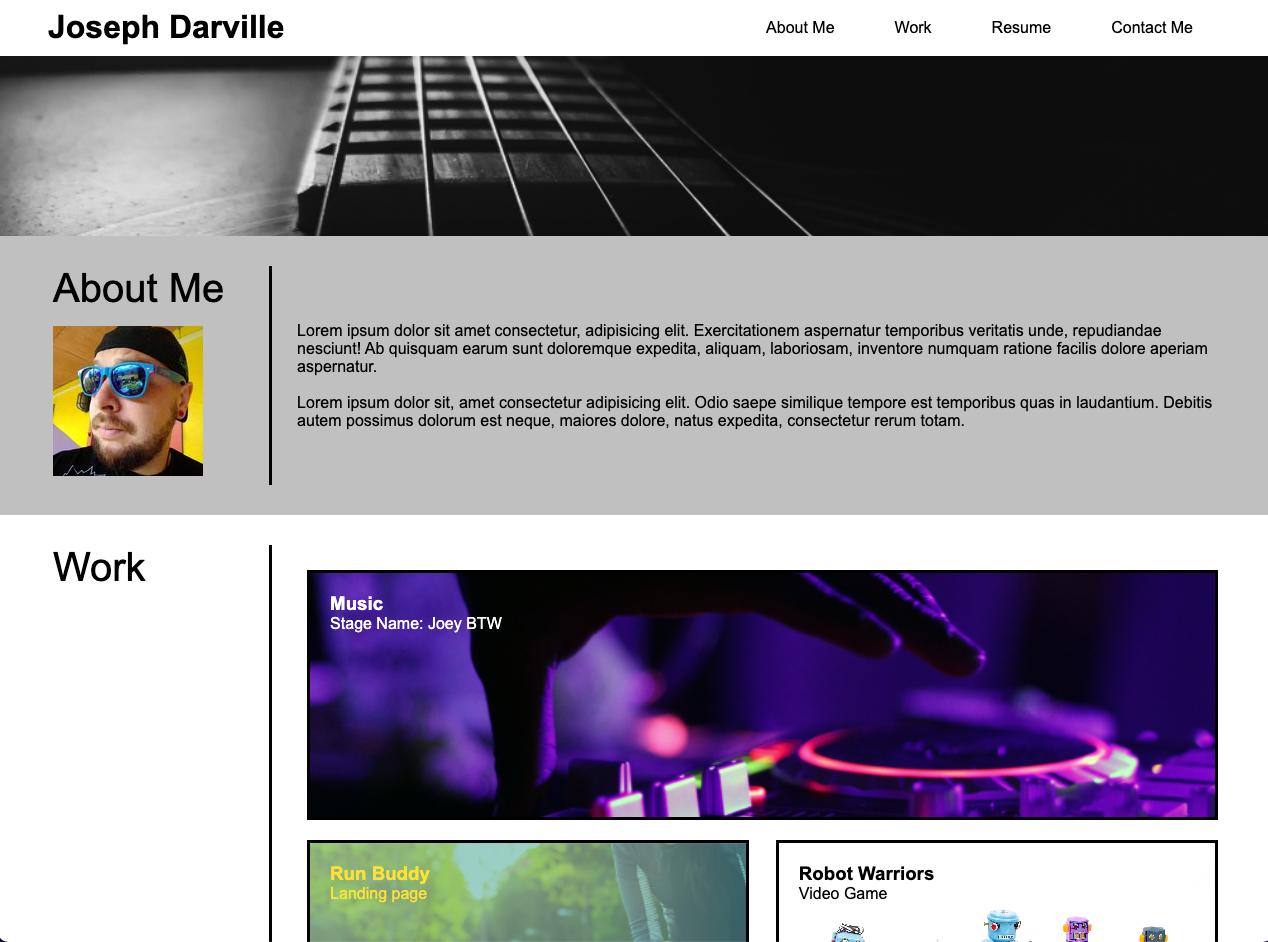 Joseph Darville
About Me Work Resume Contact Me
About Me
Lorem ipsum dolor sit amet consectetur, adipisicing elit. Exercitationem aspernatur temporibus veritatis unde, repudiandae
nesciunt! Ab quisquam earum sunt doloremque expedita, aliquam, laboriosam, inventore numquam ratione facilis dolore aperiam
aspernatur.
Lorem ipsum dolor sit, amet consectetur adipisicing elit. Odio saepe similique tempore est temporibus quas in laudantium. Debitis
autem possimus dolorum est neque, maiores dolore, natus expedita, consectetur rerum totam.
Work
Music
Stage Name: Joey BTW
Run Buddy
Landing page
Robot Warriors
Video Game